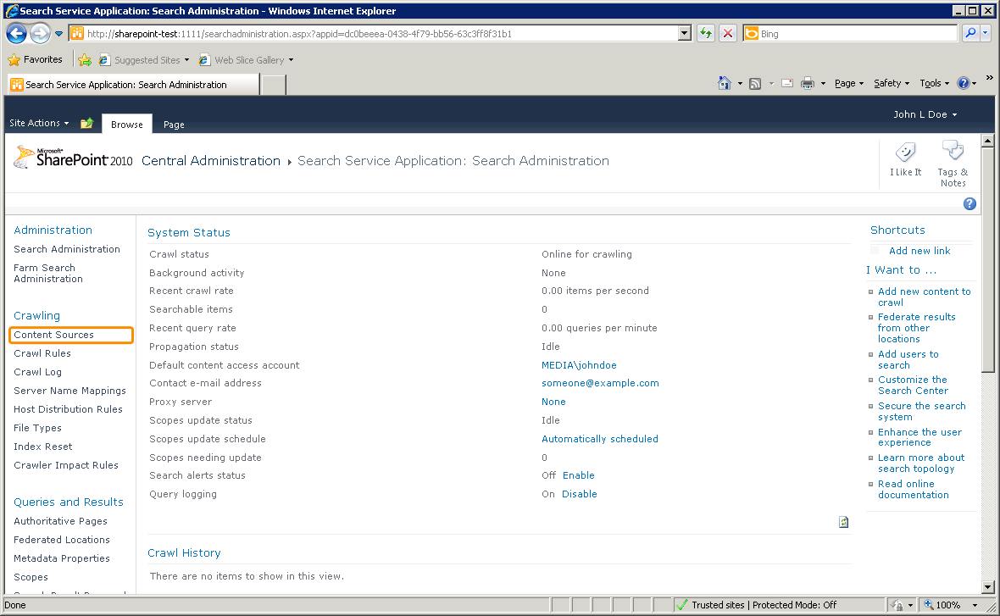 Search Service Application: Search Administration - Windows Internet Explorer
http://sharepoint-test:1111/searchadministration.aspx?appid=dc0beeea-0438-4f79-bb56-63c3ff8f31b1
Bing
Favorites
Suggested Sites
Web Slice Gallery
Search Service Application: Search Administration
Page
Safety
Tools
»
Site Actions
Browse
Page
John L Doe
Microsoft
SharePoint 2010
Central Administration
Search Service Application: Search Administration
I Like It
Tags &
Notes
Administration
Search Administration
Farm Search
Administration
Crawling
Content Sources
Crawl Rules
Crawl Log
Server Name Mappings
Host Distribution Rules
File Types
Index Reset
Crawler Impact Rules
Queries and Results
Authoritative Pages
Federated Locations
Metadata Properties
Scopes
System Status
Crawl status Online for crawling
Background activity None
Recent crawl rate 0.00 items per second
Searchable items 0
Recent query rate 0.00 queries per minute
Propagation status Idle
Default content access account MEDIA\johndoe
Contact e-mail address someone@example.com
Proxy server None
Scopes update status Idle
Scopes update schedule Automatically scheduled
Scopes needing update 0
Search alerts status Off Enable
Query logging On Disable
Crawl History
There are no items to show in this view.
Shortcuts
Add new link
I Want to ...
Add new content to
crawl
Federate results
from other
locations
Add users to
search
Customize the
Search Center
Secure the search
system
Enhance the user
experience
Learn more about
search topology
Read online
documentation
Done
Trusted sites | Protected Mode: Off
100%